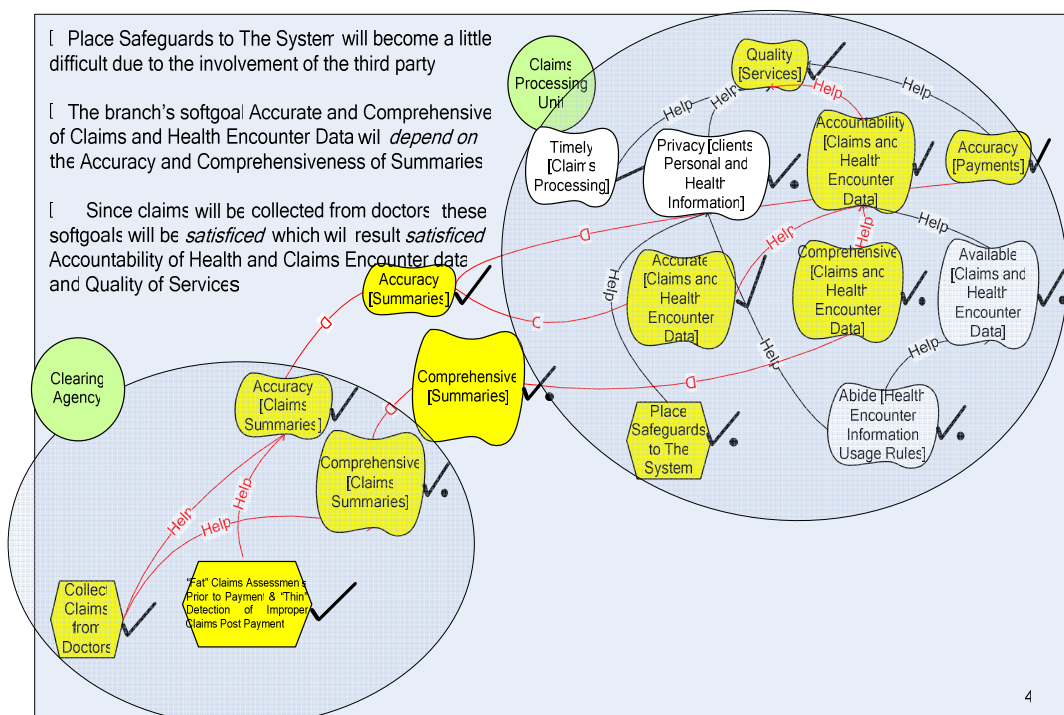 [ Place Safeguards to The System will become a little
difficult due to the involvement of the third party
[ The branch's softgoal Accurate and Comprehensive
of Claims and Health Encounter Data wil depend on
the Accuracy and Comprehensiveness of Summaries
[ Since claims will be collected from doctors these
softgoals will be satisficed which wil result satisficed
Accountability of Health and Claims Encounter data
and Quality of Services
Claims
Processing
Unit
Quality
[Services]
Help
Help
Help
Help
Timely
[Claims
Processing]
Privacy [clients
Personal and
Health
Information]
Accountability
[Claims and
Health
Encounter
Data]
Accuracy
[Payments]
D
Help
Help
Help
Help
Accurate
[Claims and
Health
Encounter
Data]
Comprehensive
[Claims and
Health
Encounter
Data]
Available
[Claims and
Health
Encounter
Data]
Accuracy
[Summaries]
D
D
Help
Help
Comprehensive
[Summaries]
D
D
Place
Safeguards
to The
System
Abide [Health
Encounter
Information
Usage Rules]
Clearing
Agency
Accuracy
[Claims
Summaries]
Comprehensive
[Claims
Summaries]
Help
Help
Help
Collect
Claims
from
Doctors
"Fat" Claims Assessment
Prior to Payment & "Thin"
Detection of Improper
Claims Post Payment
4